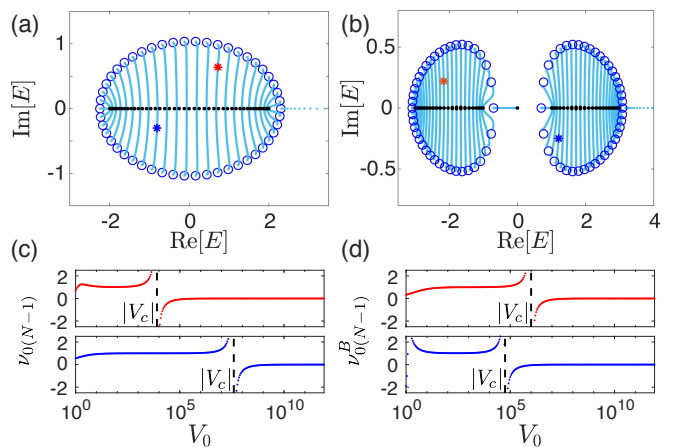 (a)
Im[E]
1
0
-1
-2
0
2
Re[E]
(b)
Im[E]
0.5
0
-0.5
-2
0
2
4
Re[E]
(c)
ν0(N−1)
2
0
-2
|Vc|
2
0
-2
|Vc|
10^0
10^5
10^10
V0
(d)
ν^B_0(N−1)
2
0
-2
|Vc|
2
0
-2
|Vc|
10^0
10^5
10^10
V0